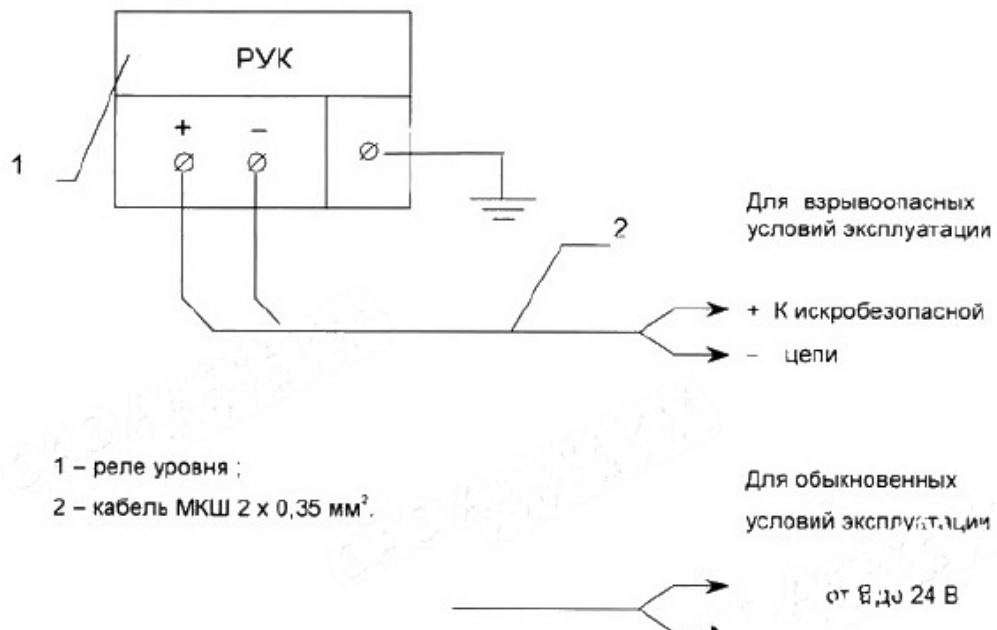 РУК
+ –
1
2
Для взрывоопасных
условий эксплуатации
+ К искробезопасной
– цепи
1 – реле уровня ;
2 – кабель МКШ 2 х 0,35 мм².
Для обыкновенных
условий эксплуатации
от до 24 В